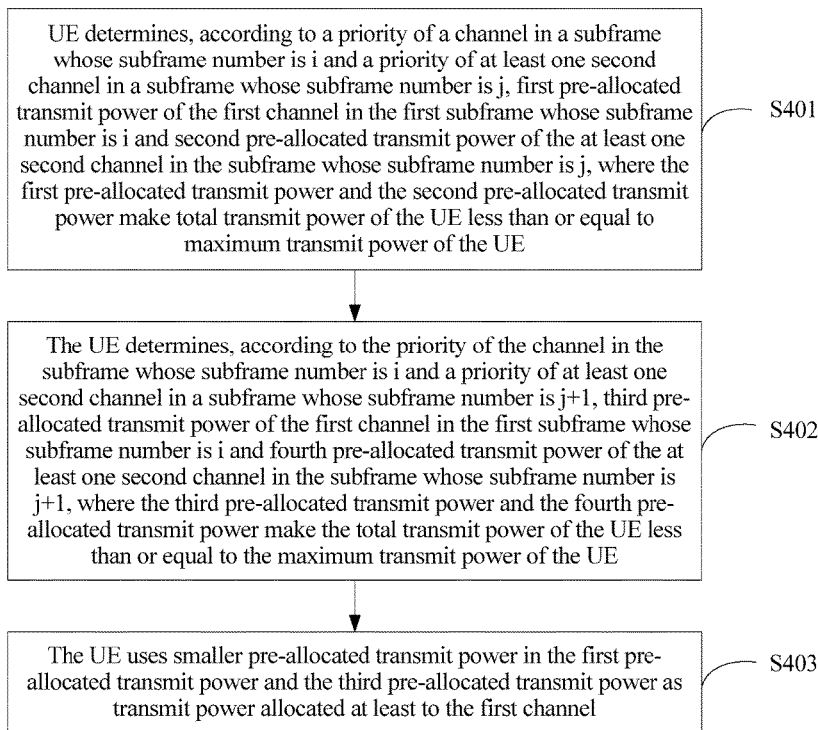 UE determines, according to a priority of a channel in a subframe
whose subframe number is i and a priority of at least one second
channel in a subframe whose subframe number is j, first pre-allocated
transmit power of the first channel in the first subframe whose subframe
number is i and second pre-allocated transmit power of the at least one
second channel in the subframe whose subframe number is j, where the
first pre-allocated transmit power and the second pre-allocated transmit
power make total transmit power of the UE less than or equal to
maximum transmit power of the UE
S401
The UE determines, according to the priority of the channel in the
subframe whose subframe number is i and a priority of at least one
second channel in a subframe whose subframe number is j+1, third pre-
allocated transmit power of the first channel in the first subframe whose
subframe number is i and fourth pre-allocated transmit power of the at
least one second channel in the subframe whose subframe number is
j+1, where the third pre-allocated transmit power and the fourth pre-
allocated transmit power make the total transmit power of the UE less
than or equal to the maximum transmit power of the UE
S402
The UE uses smaller pre-allocated transmit power in the first pre-
allocated transmit power and the third pre-allocated transmit power as
transmit power allocated at least to the first channel
S403